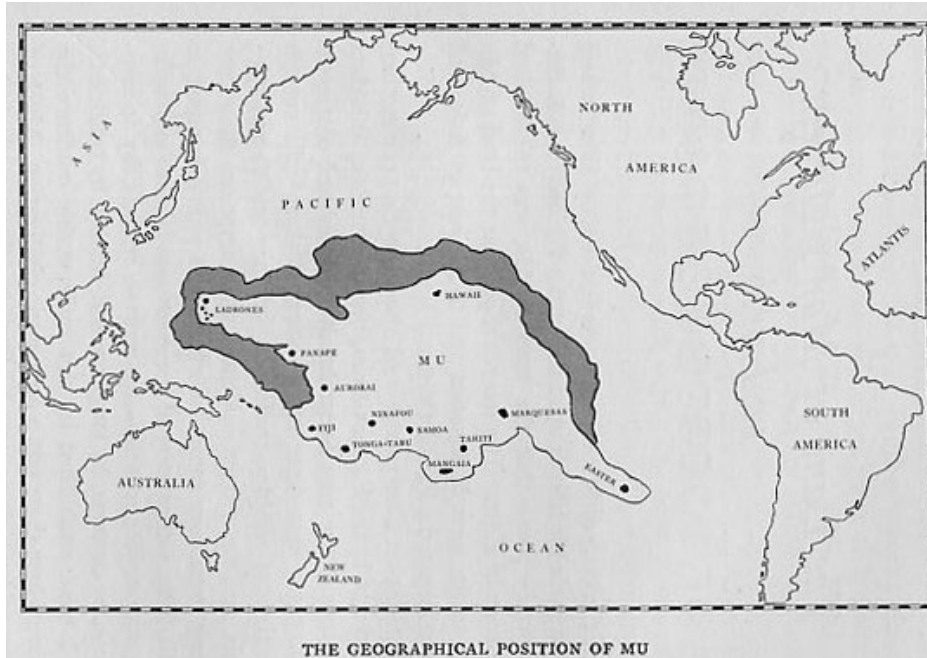 ASIA
NORTH
AMERICA
PACIFIC
ATLANTIS
HAWAII
LADRONES
PANAPE
MU
AURORAI
NINAFOU
MARQUESAS
FIJI
SAMOA
SOUTH
AMERICA
TONGA-TABU
TAHITI
MANGAIA
EASTER
AUSTRALIA
OCEAN
NEW
ZEALAND
THE GEOGRAPHICAL POSITION OF MU